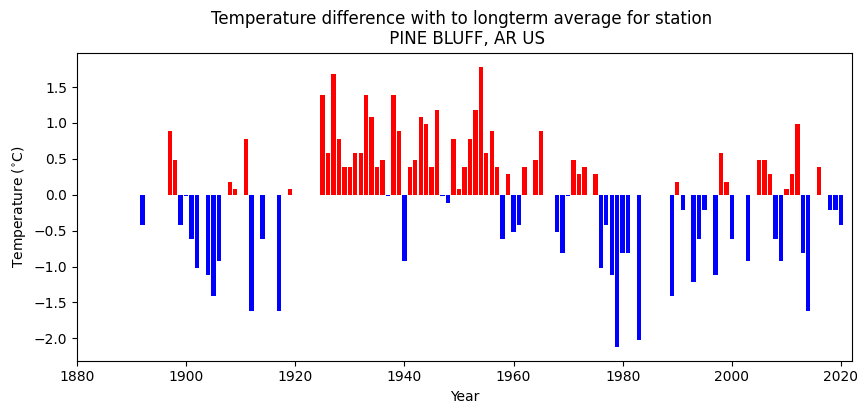 Temperature difference with to longterm average for station
PINE BLUFF, AR US
Temperature (°C)
1.5
1.0
0.5
0.0
−0.5
−1.0
−1.5
−2.0
1880 1900 1920 1940 1960 1980 2000 2020
Year